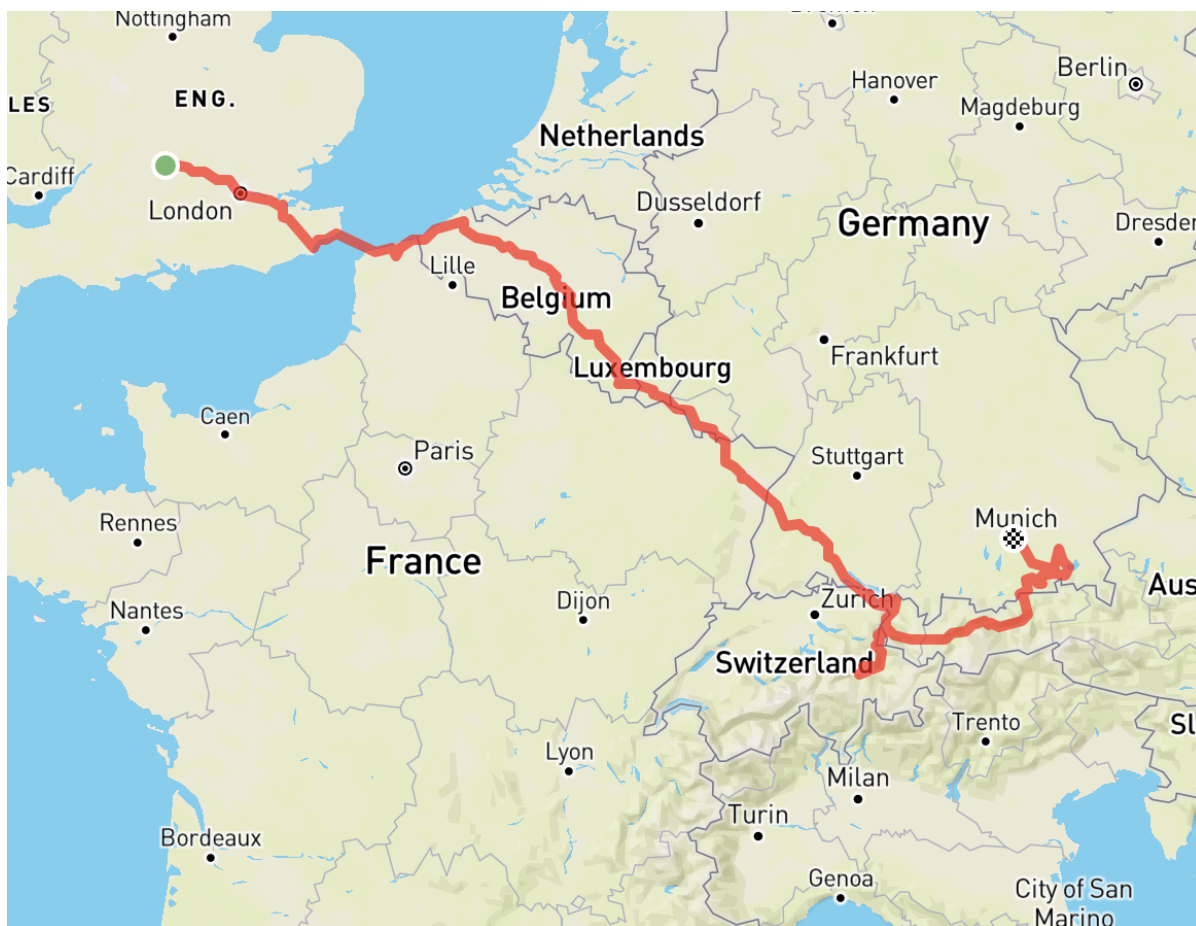 Nottingham
Hanover
Berlin
LES
ENG.
Magdeburg
Netherlands
Cardiff
London
Dusseldorf
Germany
Dresden
Lille
Belgium
Luxembourg
Frankfurt
Caen
Paris
Stuttgart
Rennes
Munich
France
Aus
Nantes
Dijon
Zurich
Switzerland
Trento
Sl
Lyon
Milan
Turin
Bordeaux
Genoa
City of San
Marino